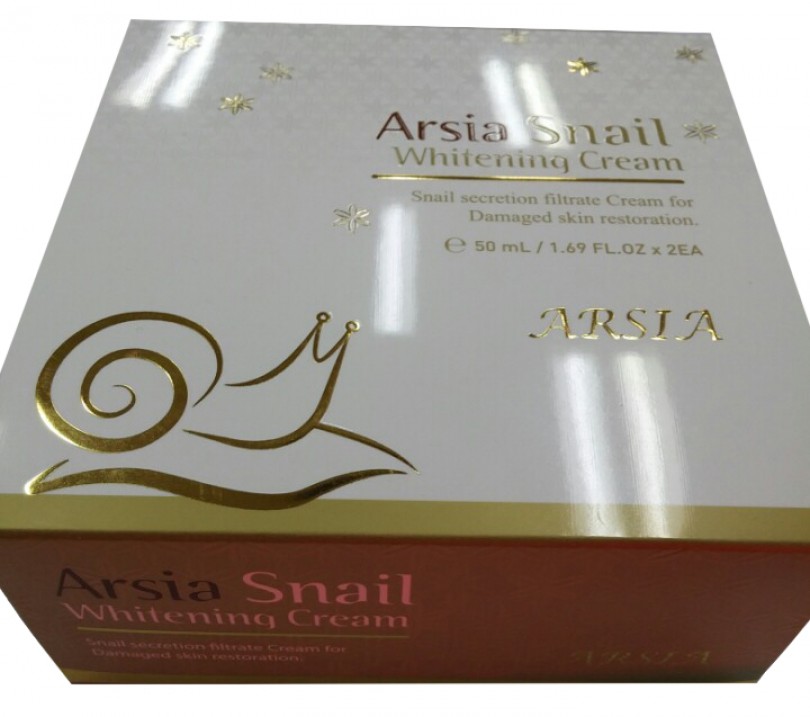 Arsia Snail
Whitening Cream
Snail secretion filtrate Cream for
Damaged skin restoration.
℮ 50 mL / 1.69 FL.OZ x 2EA
ARSIA
Arsia Snail
Whitening Cream
Snail secretion filtrate Cream for
Damaged skin restoration.
ARSIA